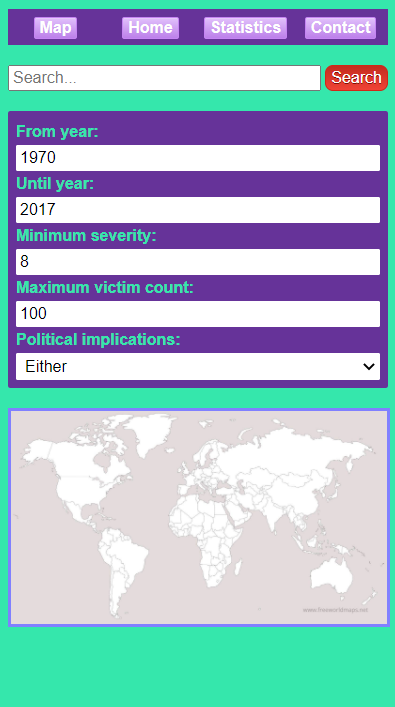 Map Home Statistics Contact
Search... Search
From year:
1970
Until year:
2017
Minimum severity:
8
Maximum victim count:
100
Political implications:
Either
www.freeworldmaps.net